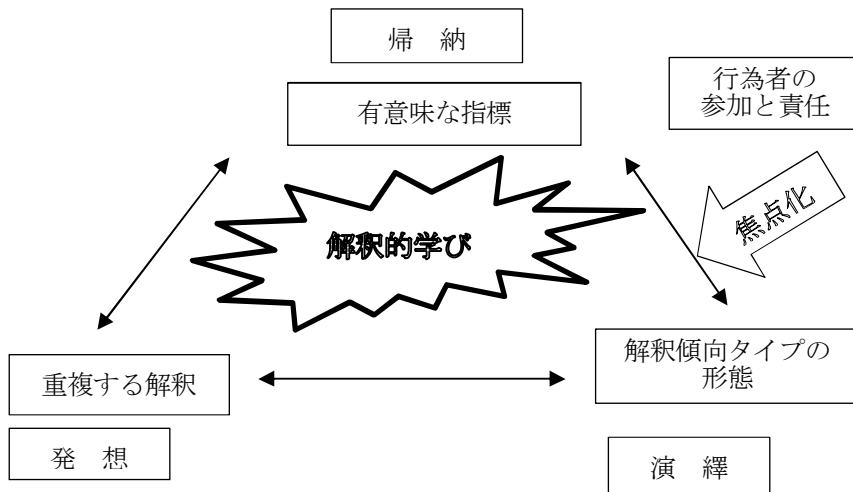 帰 納
有意味な指標
行為者の
参加と責任
焦点化
解釈的学び
重複する解釈
解釈傾向タイプの
形態
発 想
演 繹